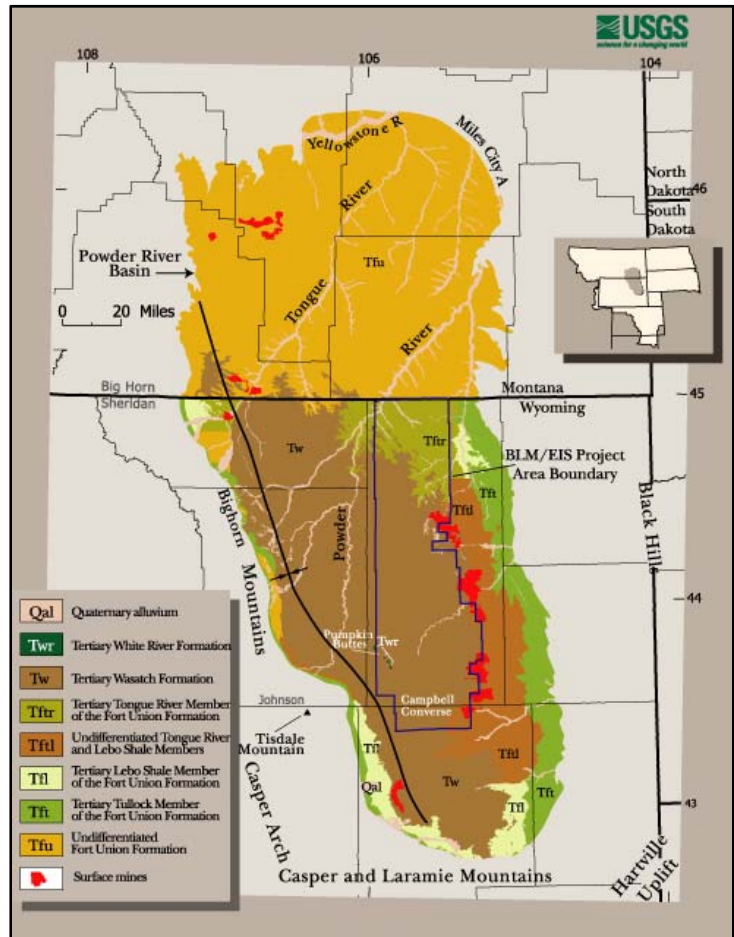 USGS
science for a changing world
108
106
104
Yellowstone R
Miles City A
North
Dakota
46
South
Dakota
River
Powder River
Basin
Tfu
0 20 Miles
Tongue
River
Big Horn
Sheridan
Montana
45
Wyoming
Tw
Tftr
BLM/EIS Project
Area Boundary
Tft
Tftl
Bighorn
Mountains
Powder
Black Hills
44
Qal
Quaternary alluvium
Twr
Tertiary White River Formation
Tw
Tertiary Wasatch Formation
Tftr
Tertiary Tongue River Member
of the Fort Union Formation
Tftl
Undifferentiated Tongue River
and Lebo Shale Members
Tfl
Tertiary Lebo Shale Member
of the Fort Union Formation
Tft
Tertiary Tullock Member
of the Fort Union Formation
Tfu
Undifferentiated
Fort Union Formation
Surface mines
Pumpkin
Buttes
Twr
Johnson
Campbell
Converse
Tisdale
Mountain
Tfl
Tftl
Qal
Tw
Tfl
Tft
43
Casper Arch
Casper and Laramie Mountains
Hartville
Uplift